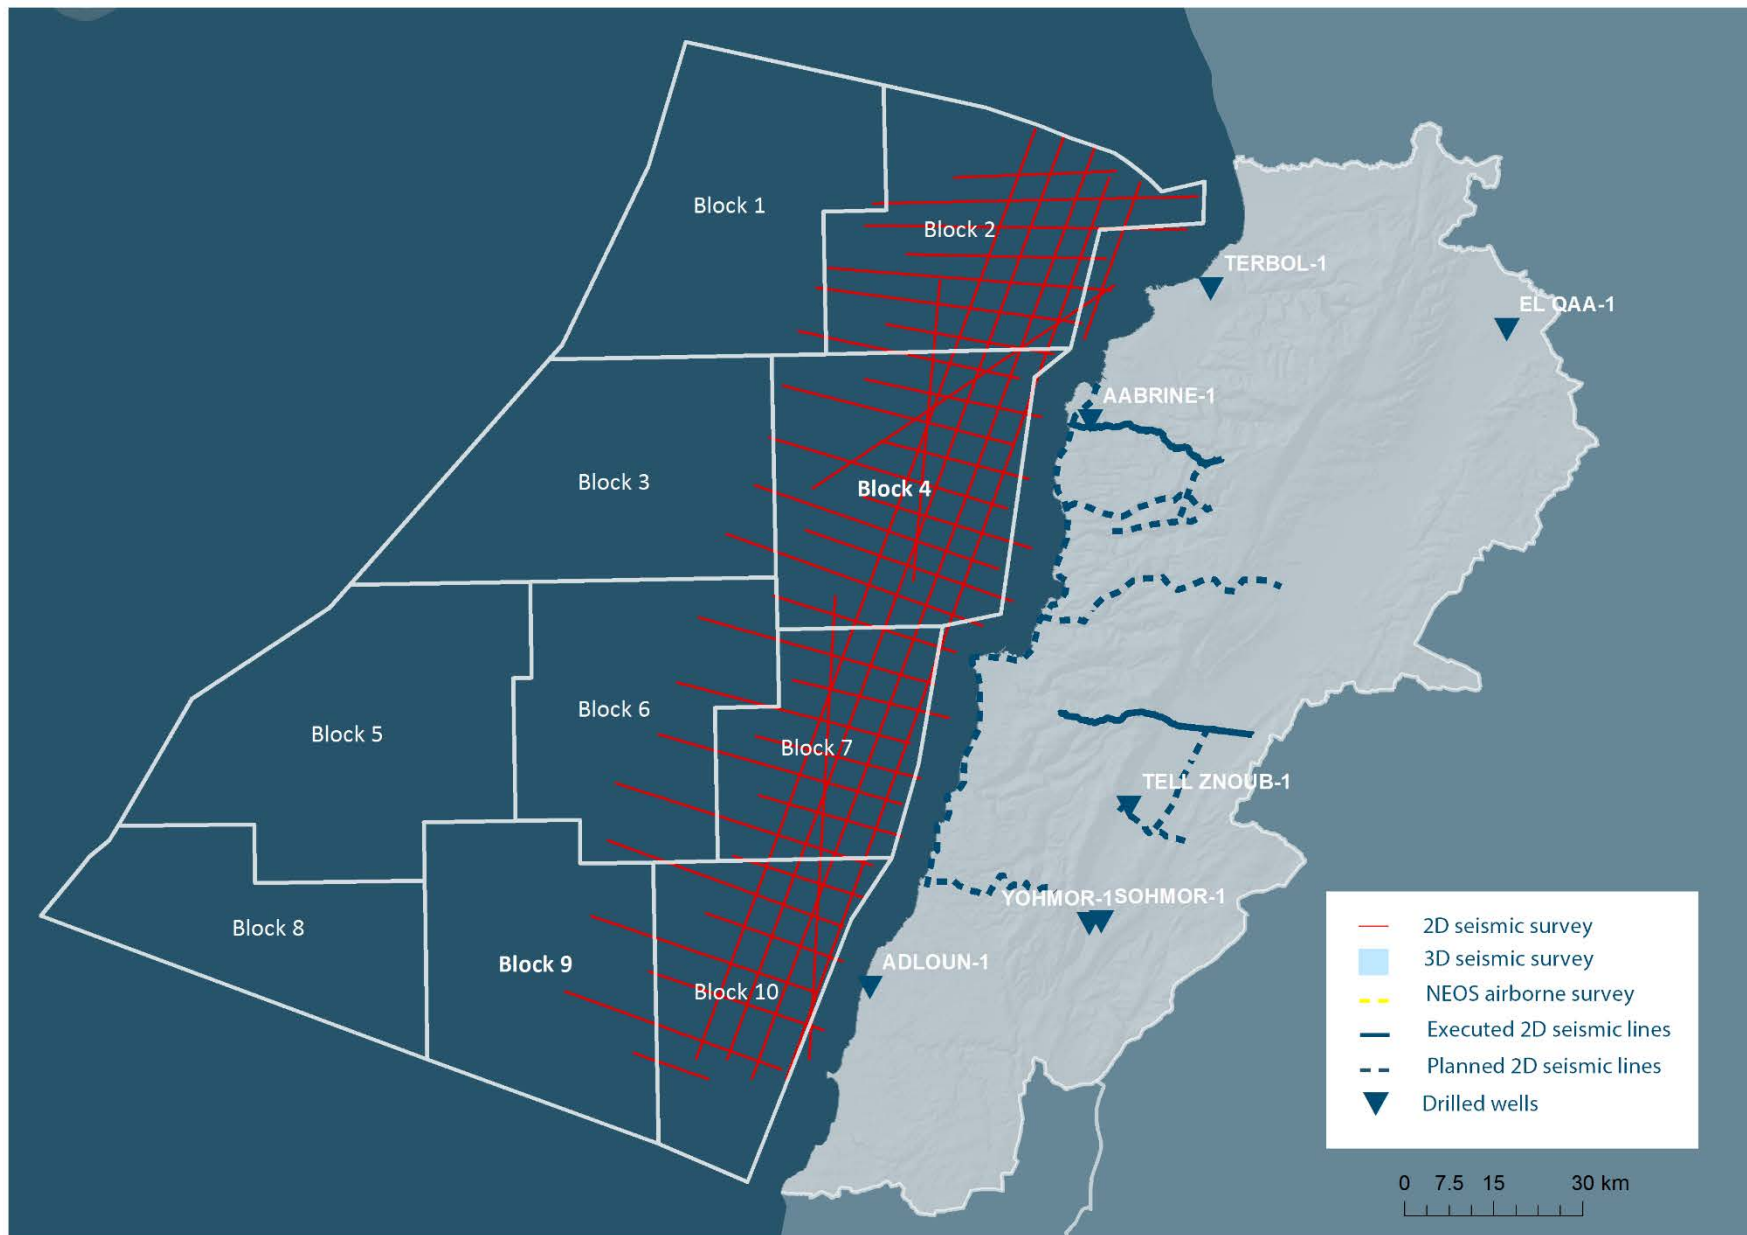 Block 1
Block 2
TERBOL-1
EL QAA-1
AABRINE-1
Block 3
Block 4
Block 6
Block 5
Block 7
TELL ZNOUB-1
YOHMOR-1 SOHMOR-1
Block 8
Block 9
ADLOUN-1
Block 10
2D seismic survey
3D seismic survey
NEOS airborne survey
Executed 2D seismic lines
Planned 2D seismic lines
Drilled wells
0 7.5 15 30 km